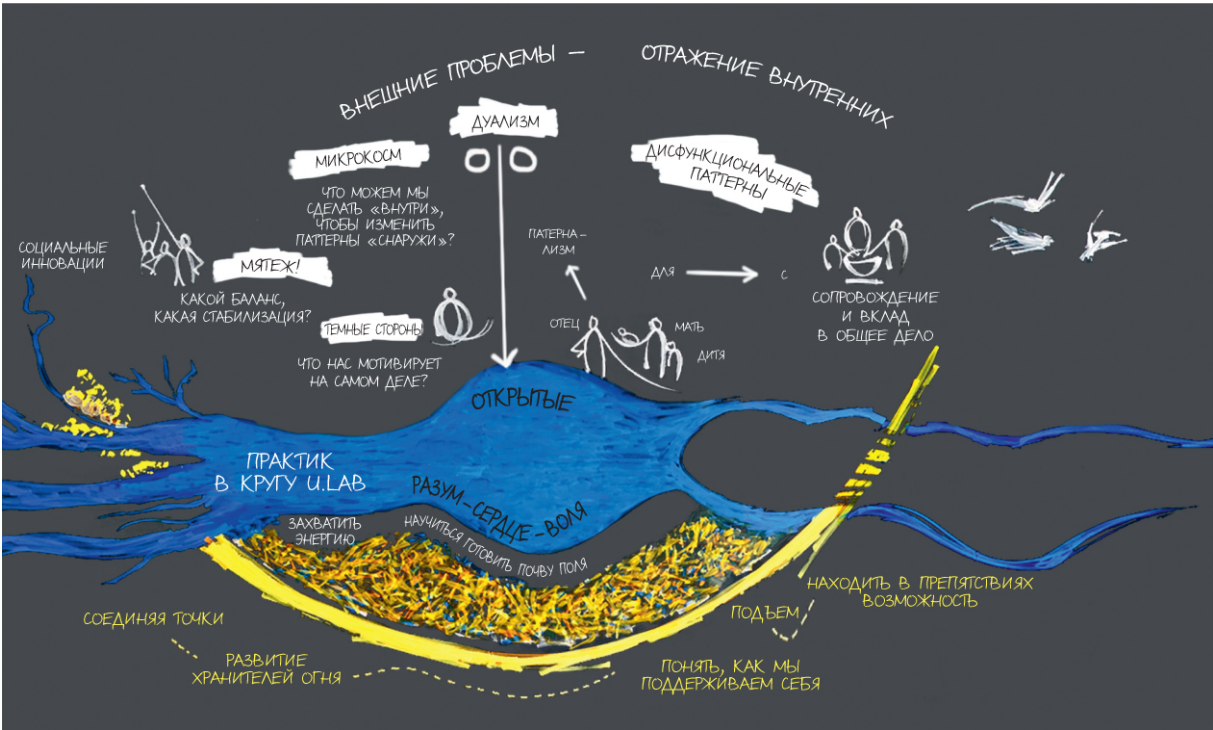 ВНЕШНИЕ ПРОБЛЕМЫ – ОТРАЖЕНИЕ ВНУТРЕННИХ
ДУАЛИЗМ
МИКРОКОСМ
ЧТО МОЖЕМ МЫ
СДЕЛАТЬ «ВНУТРИ»,
ЧТОБЫ ИЗМЕНИТЬ
ПАТТЕРНЫ «СНАРУЖИ»?
ДИСФУНКЦИОНАЛЬНЫЕ
ПАТТЕРНЫ
СОЦИАЛЬНЫЕ
ИННОВАЦИИ
МЯТЕЖ!
КАКОЙ БАЛАНС,
КАКАЯ СТАБИЛИЗАЦИЯ?
ПАТЕРНА-
ЛИЗМ
ДЛЯ
С
СОПРОВОЖДЕНИЕ
И ВКЛАД
В ОБЩЕЕ ДЕЛО
ТЕМНЫЕ СТОРОНЫ
ЧТО НАС МОТИВИРУЕТ
НА САМОМ ДЕЛЕ?
ОТЕЦ
МАТЬ
ДИТЯ
ОТКРЫТЫЕ
ПРАКТИК
В КРУГУ U.LAB
РАЗУМ-СЕРДЦЕ-ВОЛЯ
ЗАХВАТИТЬ
ЭНЕРГИЮ
НАУЧИТЬСЯ ГОТОВИТЬ ПОЧВУ ПОЛЯ
СОЕДИНЯЯ ТОЧКИ
РАЗВИТИЕ
ХРАНИТЕЛЕЙ ОГНЯ
ПОНЯТЬ, КАК МЫ
ПОДДЕРЖИВАЕМ СЕБЯ
ПОДЪЕМ
НАХОДИТЬ В ПРЕПЯТСТВИЯХ
ВОЗМОЖНОСТЬ